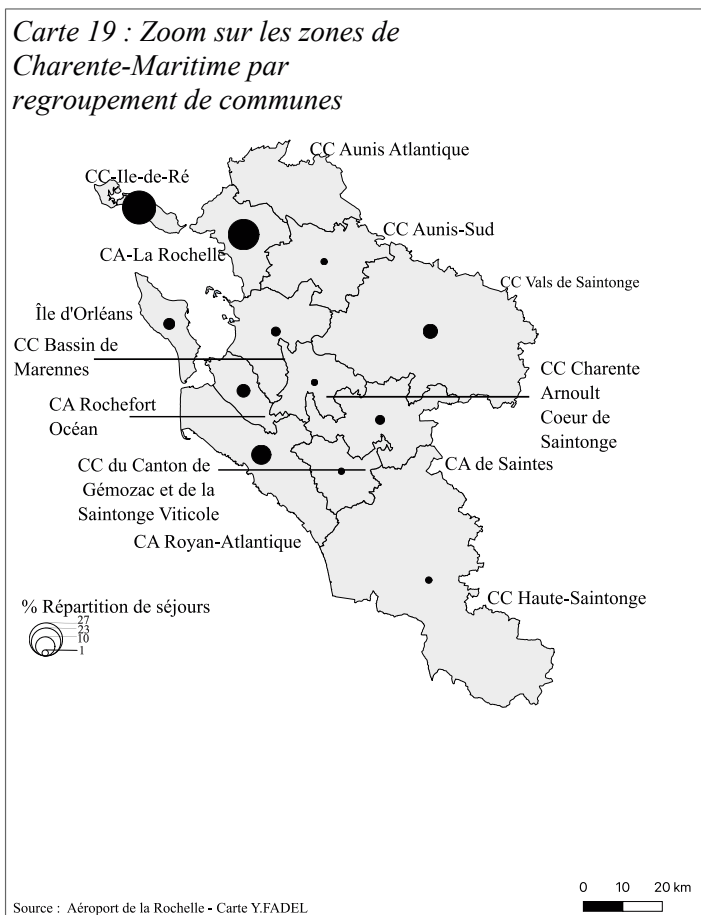 Carte 19 : Zoom sur les zones de
Charente-Maritime par
regroupement de communes
CC Aunis Atlantique
CC-Ile-de-Ré
CC Aunis-Sud
CA-La Rochelle
CC Vals de Saintonge
Île d'Orléans
CC Bassin de
Marennes
CC Charente
Arnoult
Coeur de
Saintonge
CA Rochefort
Océan
CC du Canton de
Gémozac et de la
Saintonge Viticole
CA de Saintes
CA Royan-Atlantique
CC Haute-Saintonge
% Répartition de séjours
27
23
10
1
0 10 20 km
Source : Aéroport de la Rochelle - Carte Y.FADEL